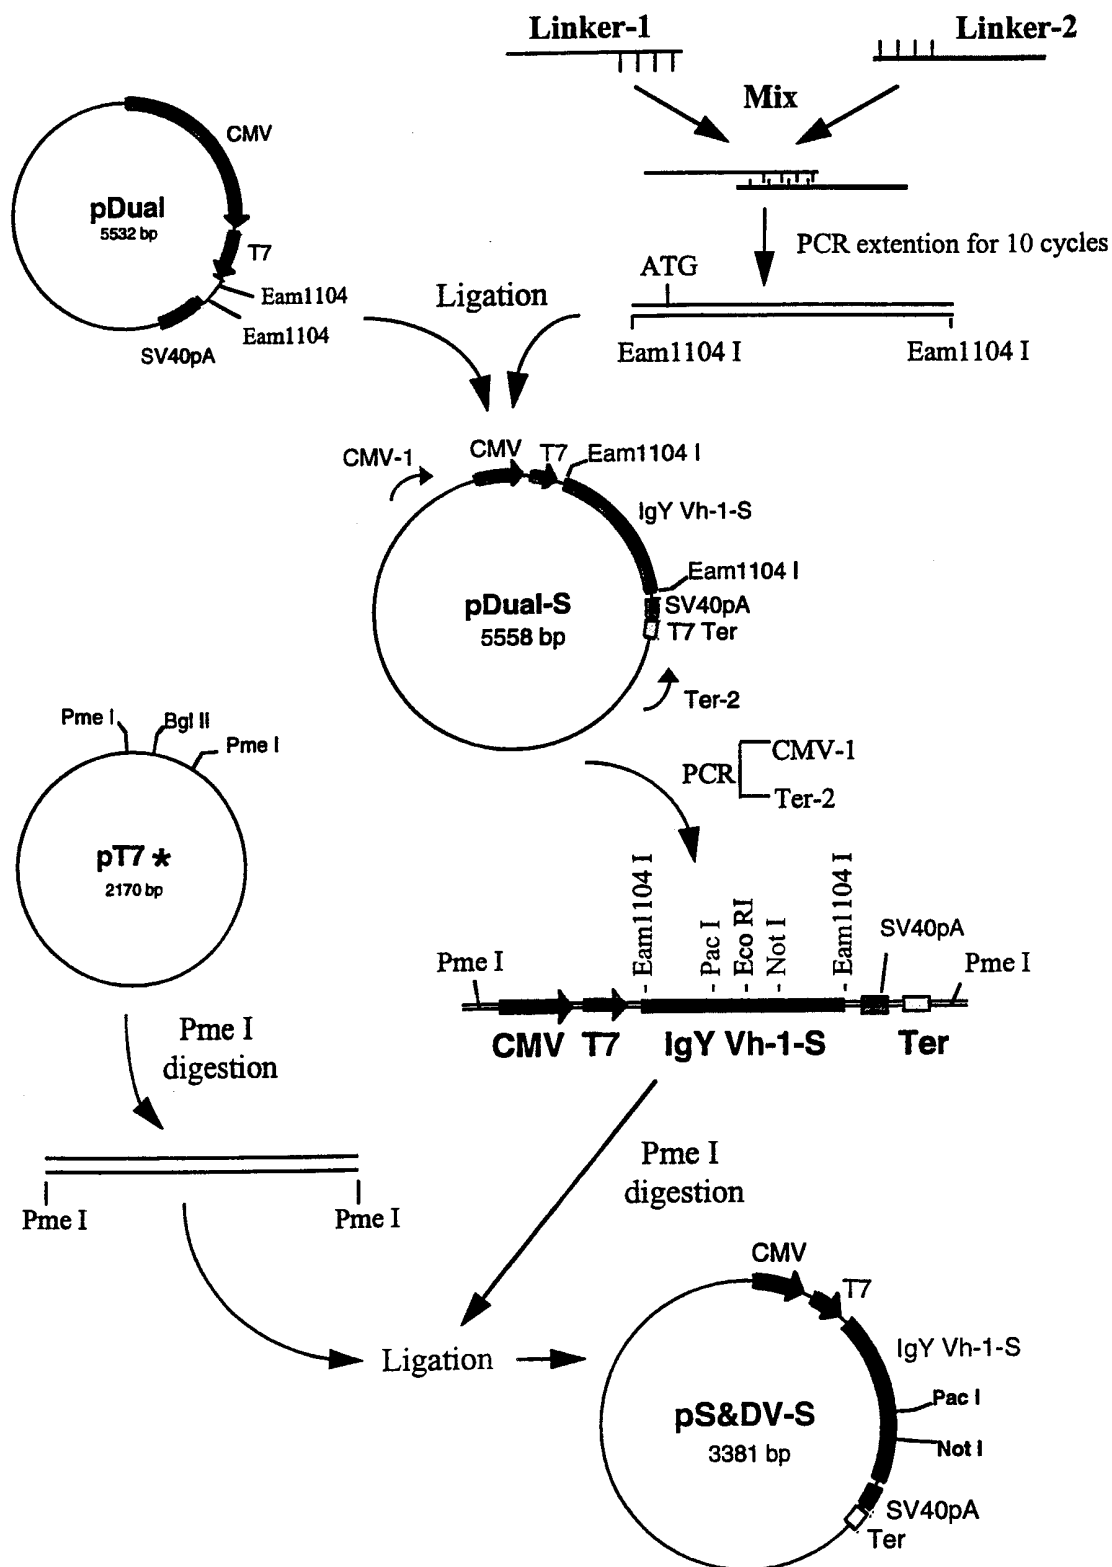 Linker-1
Linker-2
Mix
CMV
pDual
5532 bp
T7
Eam1104
Eam1104
SV40pA
PCR extention for 10 cycles
ATG
Ligation
Eam1104 I
Eam1104 I
CMV-1
CMV
T7
Eam1104 I
IgY Vh-1-S
Eam1104 I
pDual-S
5558 bp
SV40pA
T7 Ter
Ter-2
Pme I
Bgl II
Pme I
PCR
CMV-1
Ter-2
pT7 *
2170 bp
Eam1104 I
Pac I
Eco RI
Not I
Eam1104 I
SV40pA
Pme I
Pme I
CMV
T7
IgY Vh-1-S
Ter
Pme I
digestion
Pme I
digestion
Pme I
Pme I
CMV
T7
IgY Vh-1-S
Ligation
pS&DV-S
3381 bp
Pac I
Not I
SV40pA
Ter